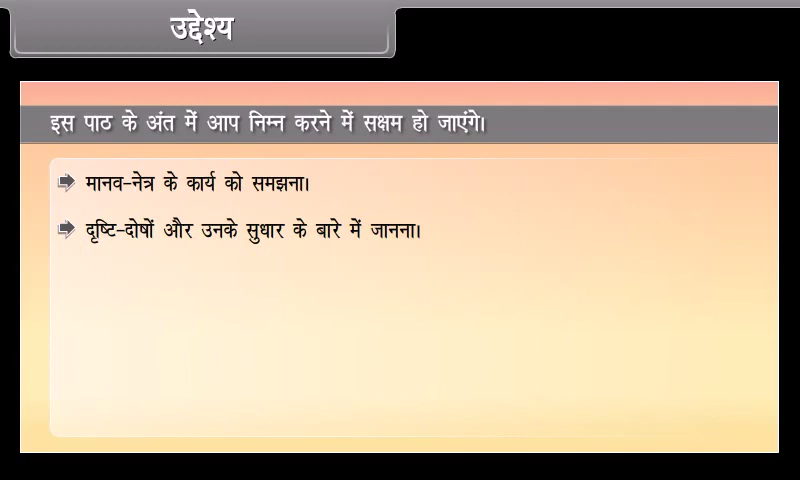 उद्देश्य
इस पाठ के अंत में आप निम्न करने में सक्षम हो जाएंगे।
मानव-नेत्र के कार्य को समझना।
दृष्टि-दोषों और उनके सुधार के बारे में जानना।